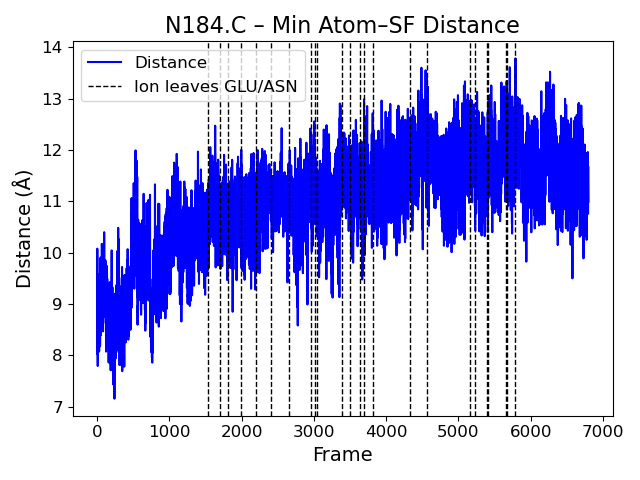 N184.C – Min Atom–SF Distance
Distance (Å)
14
13
12
11
10
9
8
7
Distance
Ion leaves GLU/ASN
0 1000 2000 3000 4000 5000 6000 7000
Frame